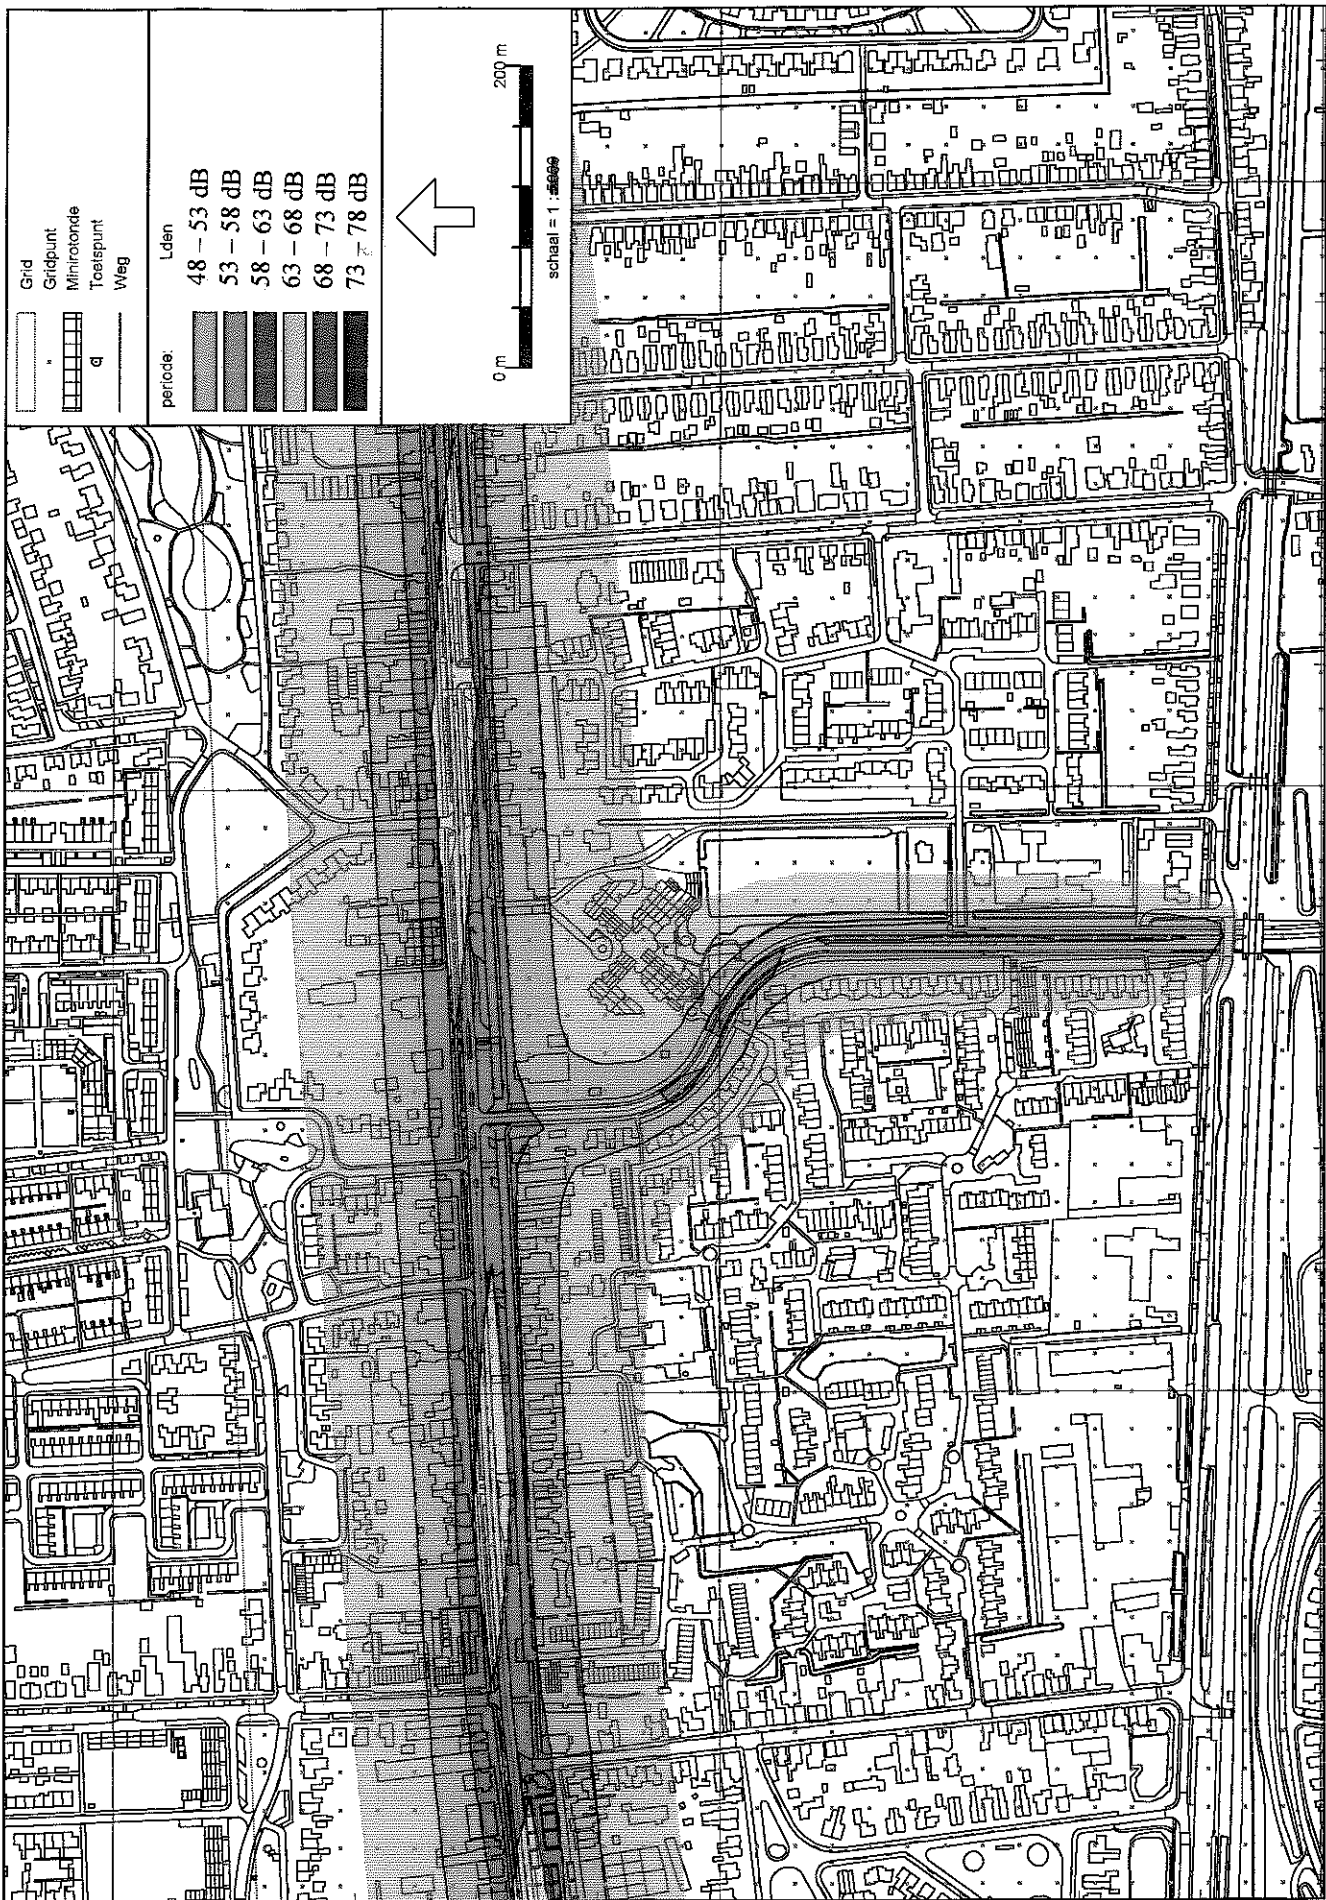 Grid
Gridpunt
Minirotonde
Toetspunt
Weg
periode: Lden
48 – 53 dB
53 – 58 dB
58 – 63 dB
63 – 68 dB
68 – 73 dB
73 – 78 dB
0 m 200 m
schaal = 1 :